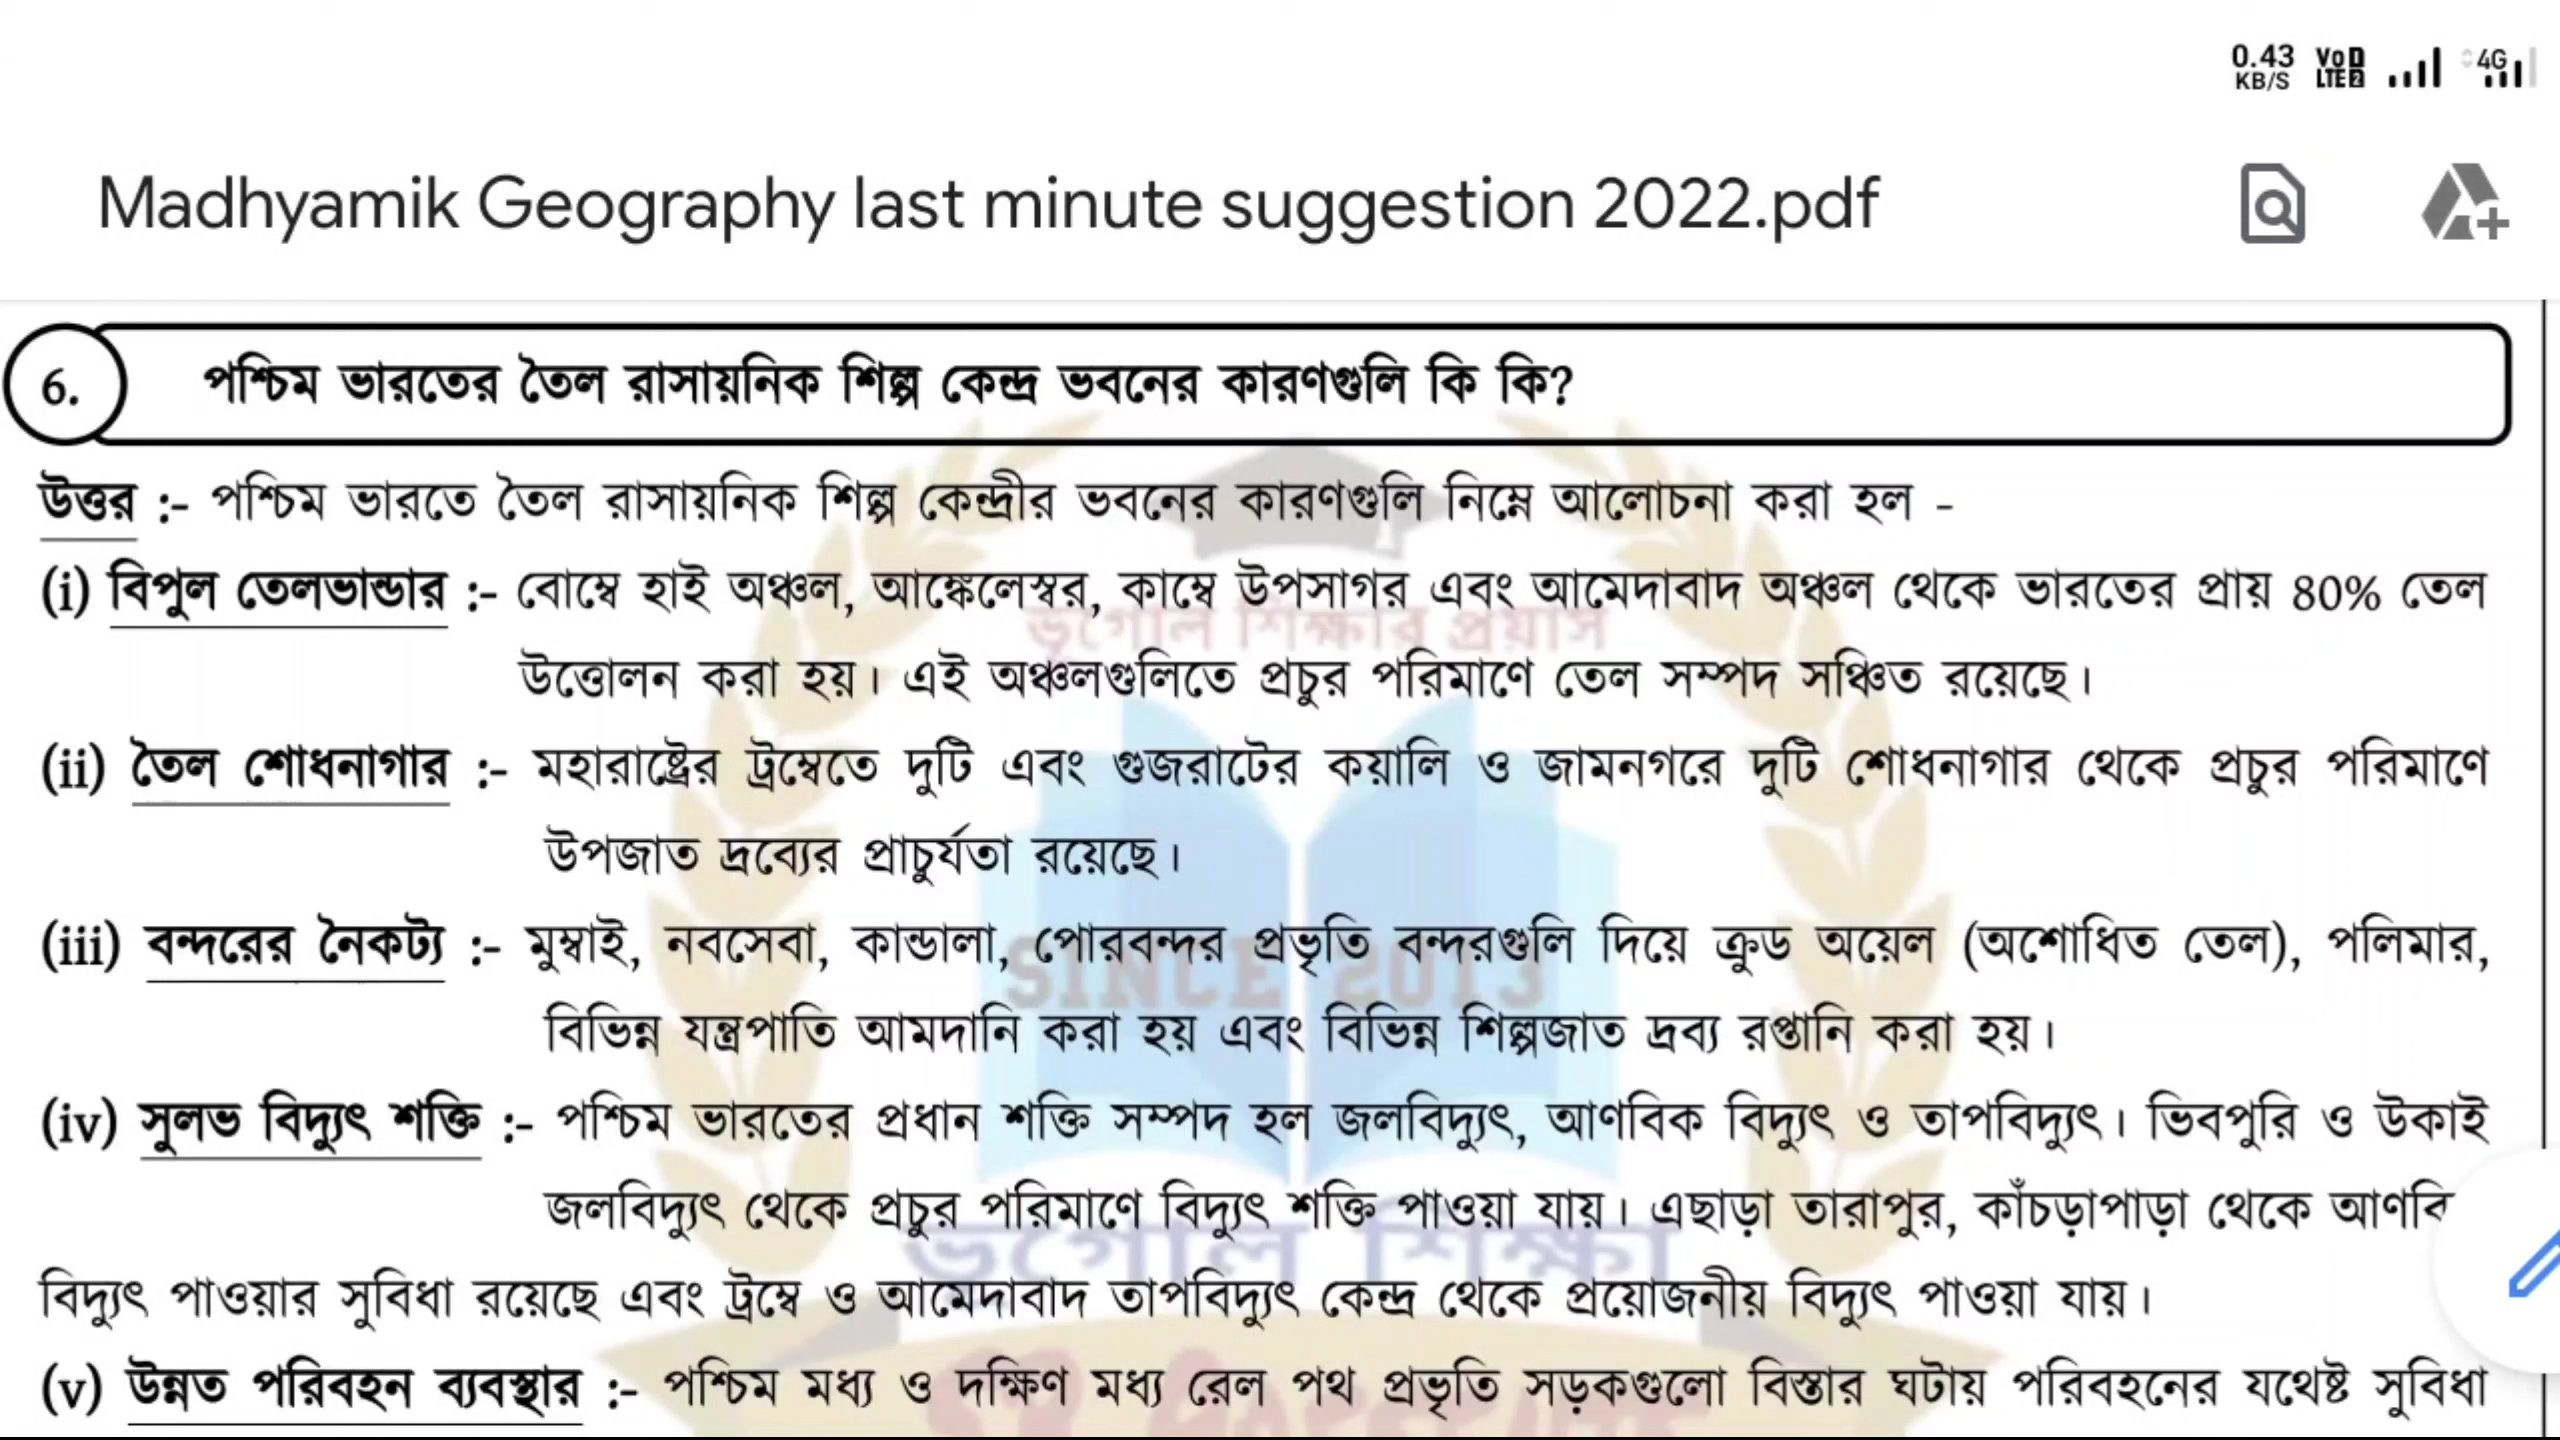 0.43 KB/S VoLTE 1 2 4G
Madhyamik Geography last minute suggestion 2022.pdf
6. পশ্চিম ভারতের তৈল রাসায়নিক শিল্প কেন্দ্র ভবনের কারণগুলি কি কি?
উত্তর :- পশ্চিম ভারতে তৈল রাসায়নিক শিল্প কেন্দ্রীর ভবনের কারণগুলি নিম্নে আলোচনা করা হল -
(i) বিপুল তেলভান্ডার :- বোম্বে হাই অঞ্চল, আঙ্কেলেস্বর, কাম্বে উপসাগর এবং আমেদাবাদ অঞ্চল থেকে ভারতের প্রায় 80% তেল
উত্তোলন করা হয়। এই অঞ্চলগুলিতে প্রচুর পরিমাণে তেল সম্পদ সঞ্চিত রয়েছে।
ভূগোল শিক্ষার প্রয়াস
(ii) তৈল শোধনাগার :- মহারাষ্ট্রের ট্রম্বেতে দুটি এবং গুজরাটের কয়ালি ও জামনগরে দুটি শোধনাগার থেকে প্রচুর পরিমাণে
উপজাত দ্রব্যের প্রাচুর্যতা রয়েছে।
(iii) বন্দরের নৈকট্য :- মুম্বাই, নবসেবা, কান্ডালা, পোরবন্দর প্রভৃতি বন্দরগুলি দিয়ে ক্রুড অয়েল (অশোধিত তেল), পলিমার,
SINCE 2013
বিভিন্ন যন্ত্রপাতি আমদানি করা হয় এবং বিভিন্ন শিল্পজাত দ্রব্য রপ্তানি করা হয়।
(iv) সুলভ বিদ্যুৎ শক্তি :- পশ্চিম ভারতের প্রধান শক্তি সম্পদ হল জলবিদ্যুৎ, আণবিক বিদ্যুৎ ও তাপবিদ্যুৎ। ভিবপুরি ও উকাই
জলবিদ্যুৎ থেকে প্রচুর পরিমাণে বিদ্যুৎ শক্তি পাওয়া যায়। এছাড়া তারাপুর, কাঁচড়াপাড়া থেকে আণবি
ভূগোল শিক্ষা
বিদ্যুৎ পাওয়ার সুবিধা রয়েছে এবং ট্রম্বে ও আমেদাবাদ তাপবিদ্যুৎ কেন্দ্র থেকে প্রয়োজনীয় বিদ্যুৎ পাওয়া যায়।
(v) উন্নত পরিবহন ব্যবস্থার :- পশ্চিম মধ্য ও দক্ষিণ মধ্য রেল পথ প্রভৃতি সড়কগুলো বিস্তার ঘটায় পরিবহনের যথেষ্ট সুবিধা